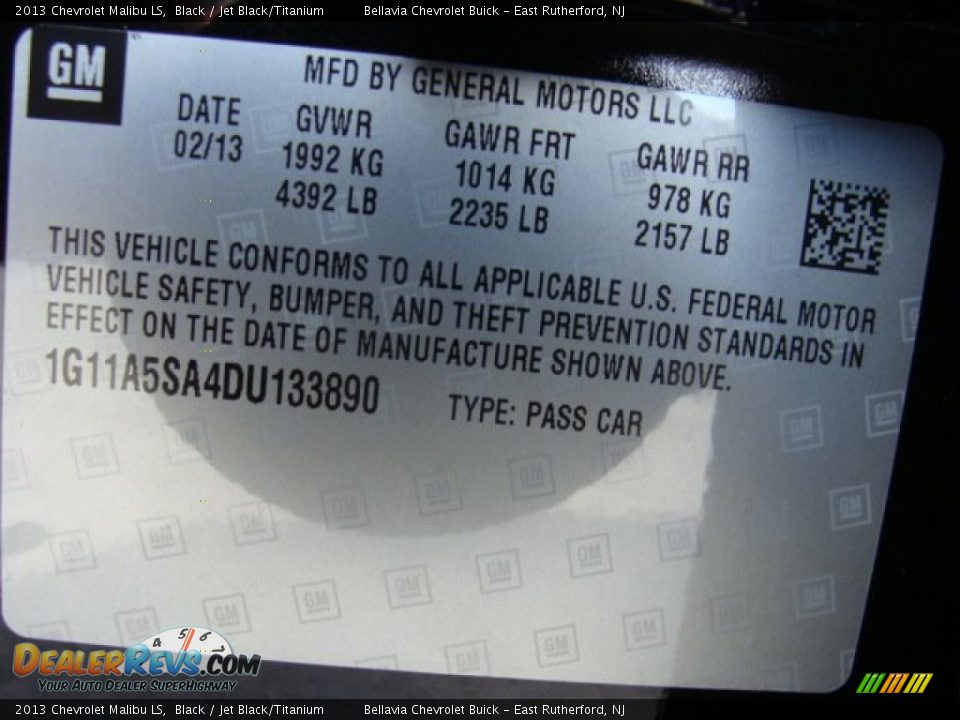 2013 Chevrolet Malibu LS, Black / Jet Black/Titanium Bellavia Chevrolet Buick – East Rutherford, NJ
GM
MFD BY GENERAL MOTORS LLC
DATE GVWR GAWR FRT GAWR RR
02/13 1992 KG 1014 KG 978 KG
4392 LB 2235 LB 2157 LB
THIS VEHICLE CONFORMS TO ALL APPLICABLE U.S. FEDERAL MOTOR
VEHICLE SAFETY, BUMPER, AND THEFT PREVENTION STANDARDS IN
EFFECT ON THE DATE OF MANUFACTURE SHOWN ABOVE.
1G11A5SA4DU133890 TYPE: PASS CAR
4 5 6 7
DEALERREVS.COM
YOUR AUTO DEALER SUPERHIGHWAY
2013 Chevrolet Malibu LS, Black / Jet Black/Titanium Bellavia Chevrolet Buick – East Rutherford, NJ